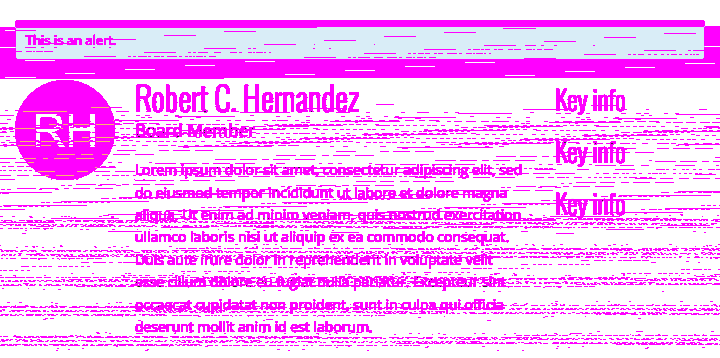 This is an alert.
Robert C. Hernandez
Key info
RH
Board Member
Key info
Lorem ipsum dolor sit amet, consectetur adipiscing elit, sed
do eiusmod tempor incididunt ut labore et dolore magna
Key info
aliqua. Ut enim ad minim veniam, quis nostrud exercitation
ullamco laboris nisi ut aliquip ex ea commodo consequat.
Duis aute irure dolor in reprehenderit in voluptate velit
esse cillum dolore eu fugiat nulla pariatur. Excepteur sint
occaecat cupidatat non proident, sunt in culpa qui officia
deserunt mollit anim id est laborum.